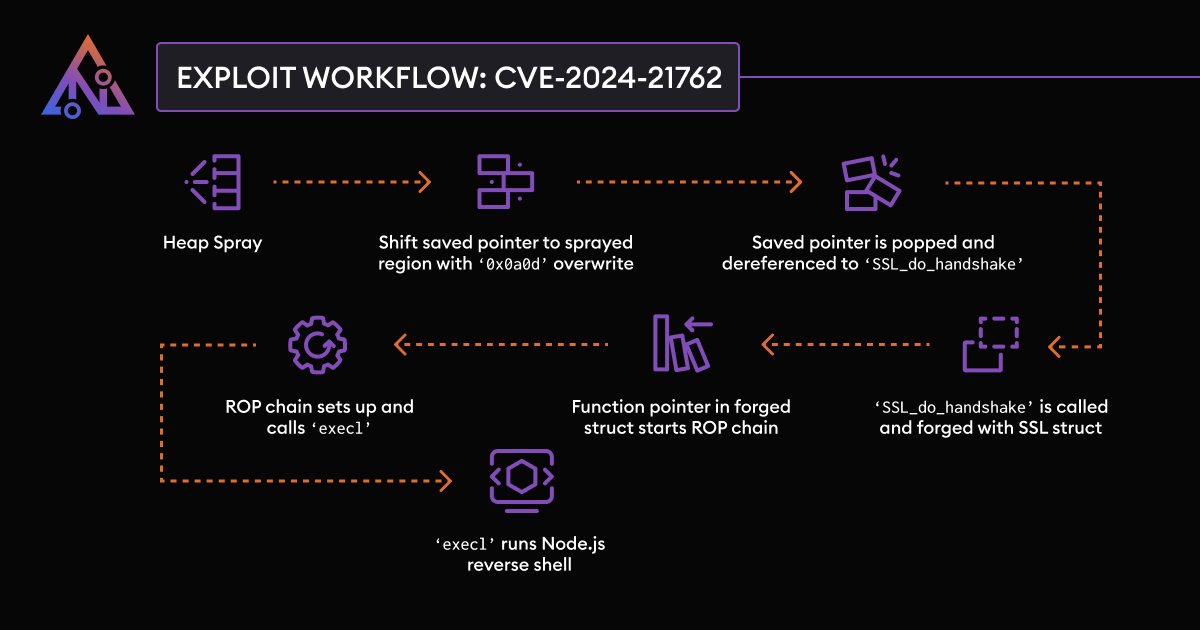 EXPLOIT WORKFLOW: CVE-2024-21762
Heap Spray
Shift saved pointer to sprayed
region with ‘0x0a0d’ overwrite
Saved pointer is popped and
dereferenced to ‘SSL_do_handshake’
‘SSL_do_handshake’ is called
and forged with SSL struct
Function pointer in forged
struct starts ROP chain
ROP chain sets up and
calls ‘execl’
‘execl’ runs Node.js
reverse shell